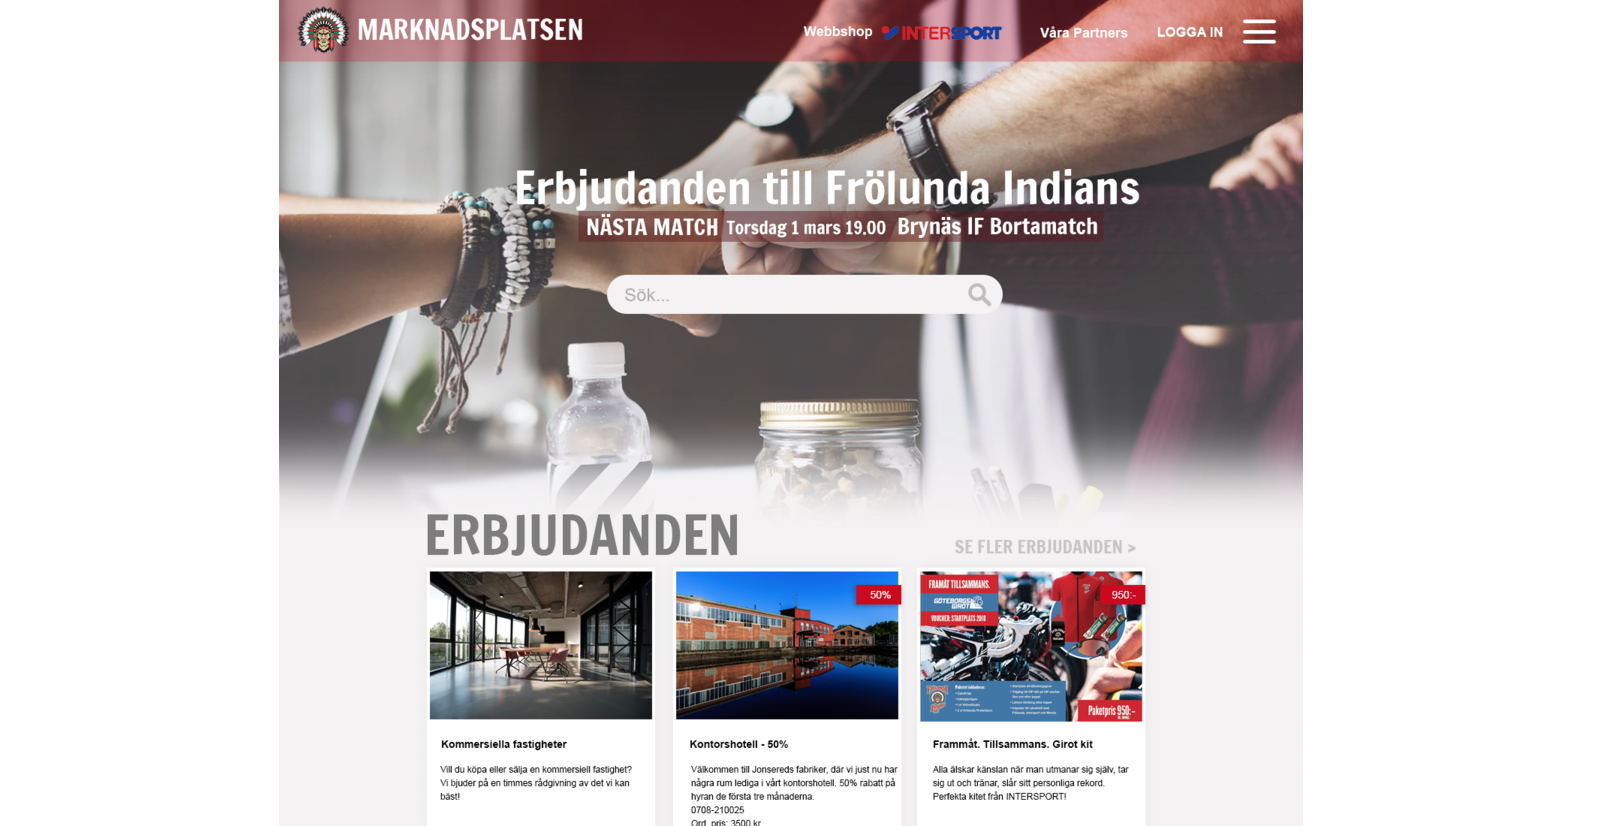 MARKNADSPLATSEN
Webbshop INTERSPORT Våra Partners LOGGA IN
Erbjudanden till Frölunda Indians
NÄSTA MATCH Torsdag 1 mars 19.00 Brynäs IF Bortamatch
Sök...
ERBJUDANDEN
SE FLER ERBJUDANDEN >
50%
FRAMÅT TILLSAMMANS.
GÖTEBORGS
GIROT
VOUCHER: STARTPLATS 2018
950:-
Paketpris 950:-
Kommersiella fastigheter
Vill du köpa eller sälja en kommersiell fastighet?
Vi bjuder på en timmes rådgivning av det vi kan
bäst!
Kontorshotell - 50%
Välkommen till Jonsereds fabriker, där vi just nu har
några rum lediga i vårt kontorshotell. 50% rabatt på
hyran de första tre månaderna.
0708-210025
Ord. pris: 3500 kr
Frammåt. Tillsammans. Girot kit
Alla älskar känslan när man utmanar sig själv, tar
sig ut och tränar, slår sitt personliga rekord.
Perfekta kitet från INTERSPORT!